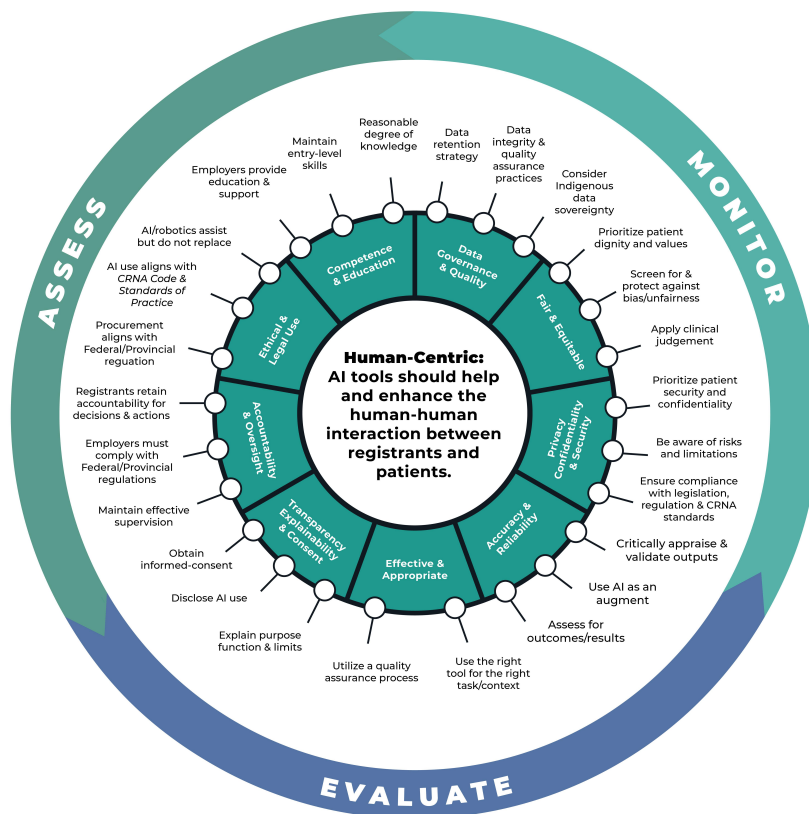 ASSESS
MONITOR
EVALUATE
Human-Centric:
AI tools should help
and enhance the
human-human
interaction between
registrants and
patients.
Data
Governance
& Quality
Data
retention
strategy
Data
integrity &
quality
assurance
practices
Consider
Indigenous
data
sovereignty
Fair & Equitable
Prioritize patient
dignity and values
Screen for &
protect against
bias/unfairness
Apply clinical
judgement
Privacy
Confidentiality
& Security
Prioritize patient
security and
confidentiality
Be aware of risks
and limitations
Ensure compliance
with legislation,
regulation & CRNA
standards
Accuracy &
Reliability
Critically appraise &
validate outputs
Use AI as an
augment
Assess for
outcomes/results
Effective &
Appropriate
Use the right
tool for the right
task/context
Utilize a quality
assurance process
Transparency
Explainability
& Consent
Explain purpose
function & limits
Disclose AI use
Obtain
informed-consent
Accountability
& Oversight
Maintain effective
supervision
Employers must
comply with
Federal/Provincial
regulations
Registrants retain
accountability for
decisions & actions
Ethical &
Legal Use
Procurement
aligns with
Federal/Provincial
reguation
AI use aligns with
CRNA Code &
Standards of
Practice
AI/robotics assist
but do not replace
Competence
& Education
Employers provide
education &
support
Maintain
entry-level
skills
Reasonable
degree of
knowledge